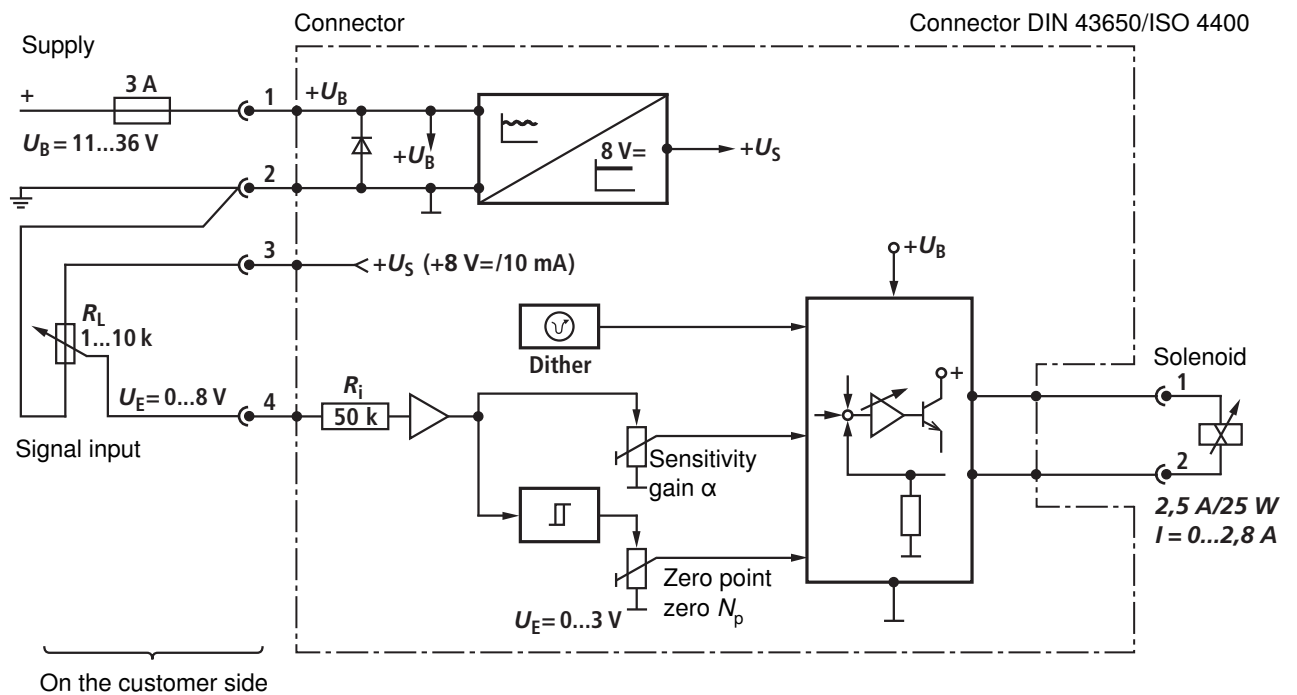 Connector
Connector DIN 43650/ISO 4400
Supply
3 A
1
+U_B
+
U_B = 11...36 V
+U_B
8 V=
+U_S
2
3
+U_S (+8 V=/10 mA)
+U_B
R_L
1...10 k
Dither
Solenoid
1
+
U_E = 0...8 V
4
R_i
50 k
Signal input
Sensitivity
gain α
2
2,5 A/25 W
I = 0...2,8 A
Zero point
zero N_p
U_E = 0...3 V
On the customer side